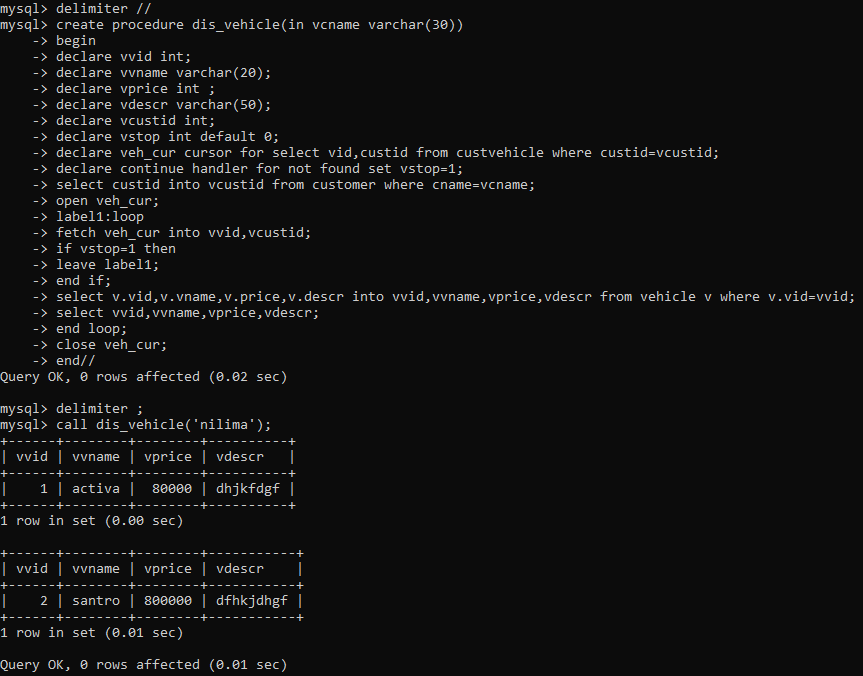 mysql> delimiter //
mysql> create procedure dis_vehicle(in vcname varchar(30))
    -> begin
    -> declare vvid int;
    -> declare vvname varchar(20);
    -> declare vprice int ;
    -> declare vdescr varchar(50);
    -> declare vcustid int;
    -> declare vstop int default 0;
    -> declare veh_cur cursor for select vid,custid from custvehicle where custid=vcustid;
    -> declare continue handler for not found set vstop=1;
    -> select custid into vcustid from customer where cname=vcname;
    -> open veh_cur;
    -> label1:loop
    -> fetch veh_cur into vvid,vcustid;
    -> if vstop=1 then
    -> leave label1;
    -> end if;
    -> select v.vid,v.vname,v.price,v.descr into vvid,vvname,vprice,vdescr from vehicle v where v.vid=vvid;
    -> select vvid,vvname,vprice,vdescr;
    -> end loop;
    -> close veh_cur;
    -> end//
Query OK, 0 rows affected (0.02 sec)

mysql> delimiter ;
mysql> call dis_vehicle('nilima');
+------+--------+--------+----------+
| vvid | vvname | vprice | vdescr   |
+------+--------+--------+----------+
|    1 | activa |  80000 | dhjkfdgf |
+------+--------+--------+----------+
1 row in set (0.00 sec)

+------+--------+--------+-----------+
| vvid | vvname | vprice | vdescr    |
+------+--------+--------+-----------+
|    2 | santro | 800000 | dfhkjdhgf |
+------+--------+--------+-----------+
1 row in set (0.01 sec)

Query OK, 0 rows affected (0.01 sec)